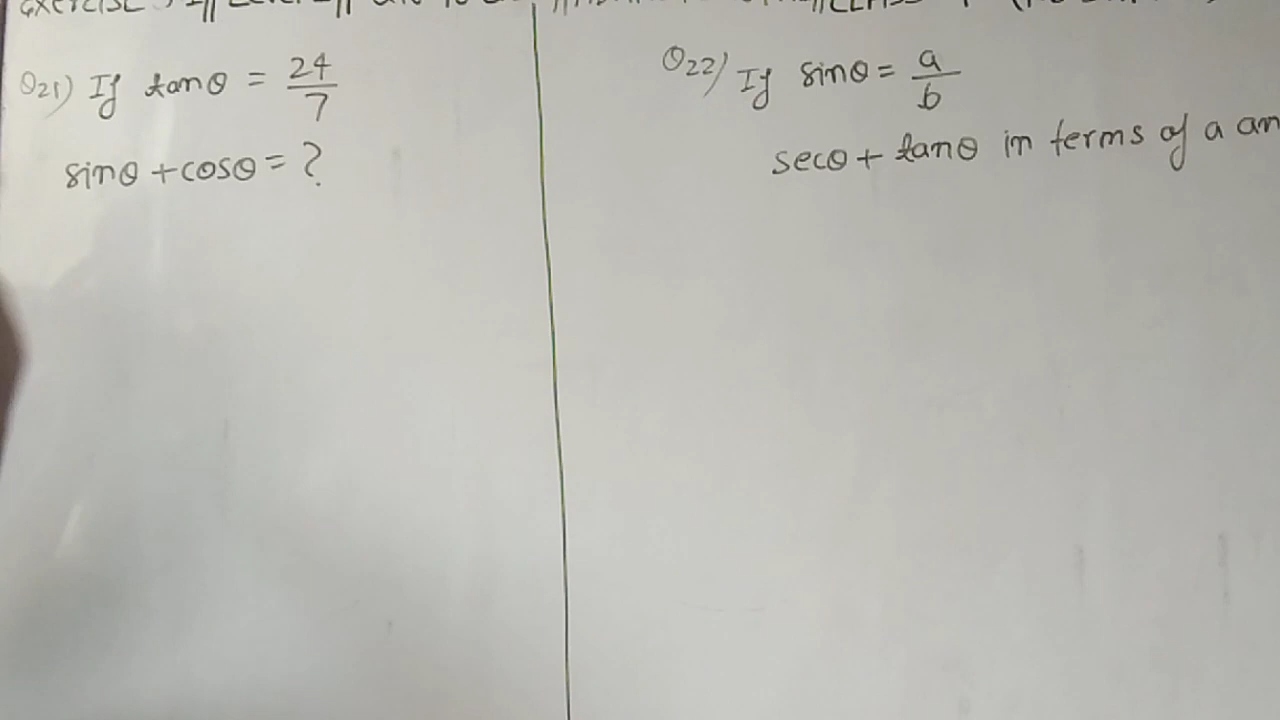 Q21) If tanθ = 24/7
sinθ + cosθ = ?
Q22) If sinθ = a/b
secθ + tanθ in terms of a an